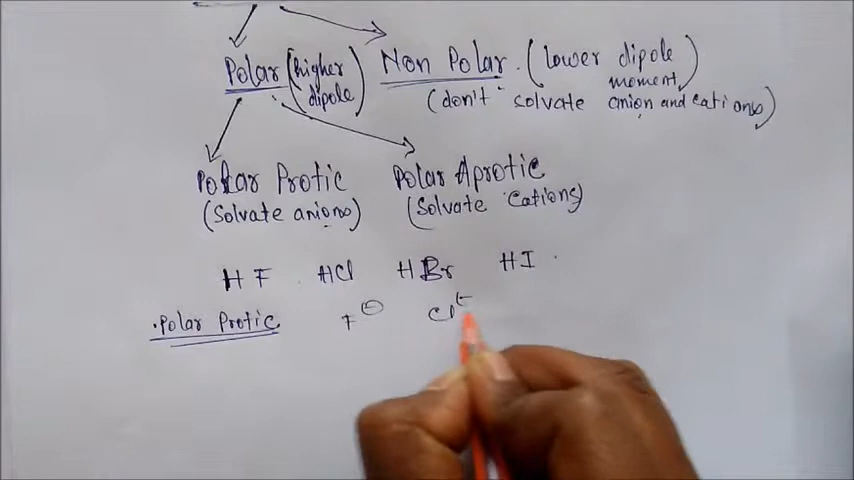 Polar (higher dipole) Non Polar. (lower dipole moment)
(don't solvate anion and cations)
Polar Protic Polar Aprotic
(Solvate anions) (Solvate cations)
HF HCl HBr HI
Polar Protic F⊖ Cl